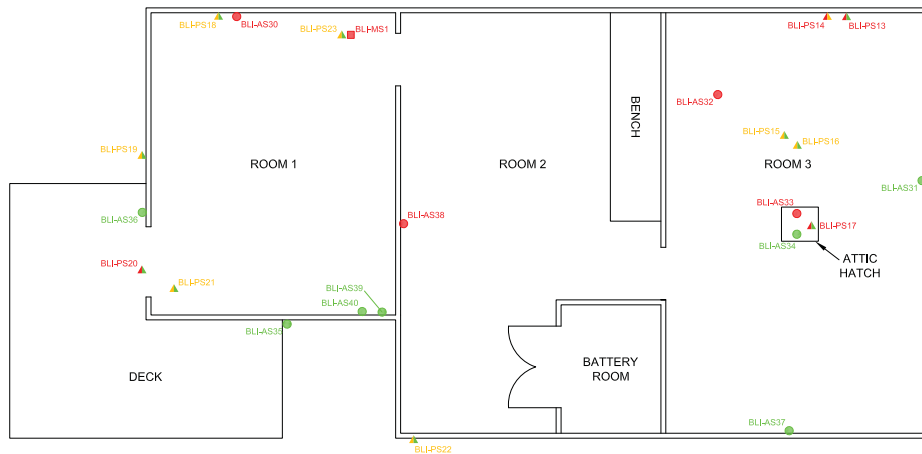 BLI-PS18
BLI-AS30
BLI-PS23
BLI-MS1
BLI-PS14
BLI-PS13
BLI-AS32
BENCH
BLI-PS15
BLI-PS16
BLI-PS19
ROOM 1
ROOM 2
ROOM 3
BLI-AS31
BLI-AS36
BLI-AS38
BLI-AS33
BLI-PS17
BLI-AS34
ATTIC
HATCH
BLI-PS20
BLI-PS21
BLI-AS39
BLI-AS40
BLI-AS35
DECK
BATTERY
ROOM
BLI-AS37
BLI-PS22